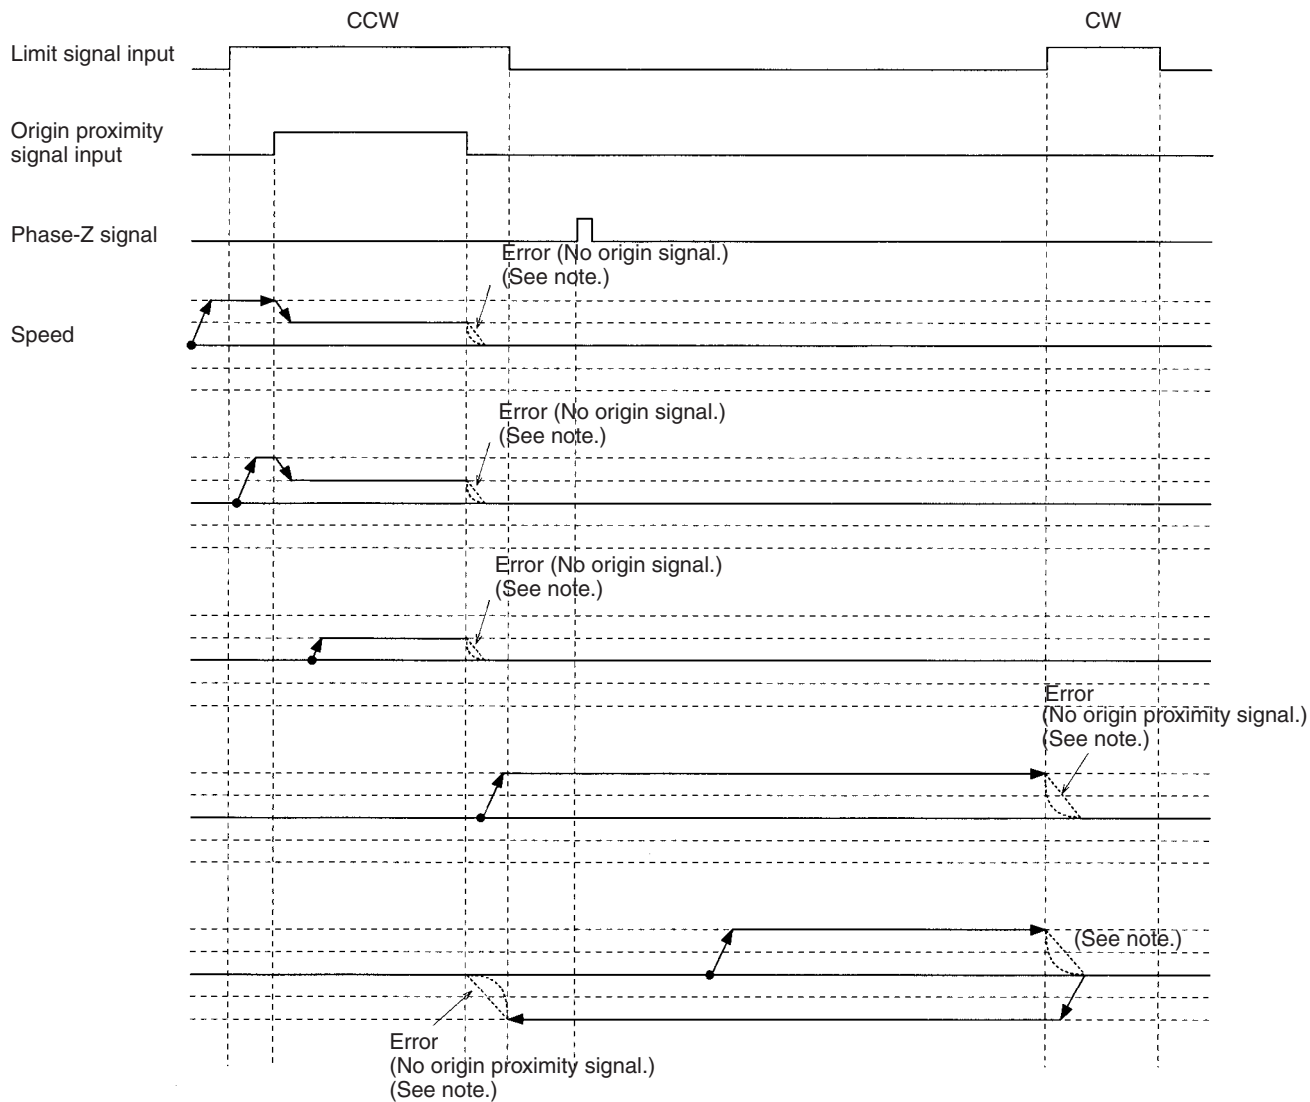 CCW
CW
Limit signal input
Origin proximity
signal input
Phase-Z signal
Error (No origin signal.)
(See note.)
Speed
Error (No origin signal.)
(See note.)
Error (No origin signal.)
(See note.)
Error
(No origin proximity signal.)
(See note.)
(See note.)
Error
(No origin proximity signal.)
(See note.)